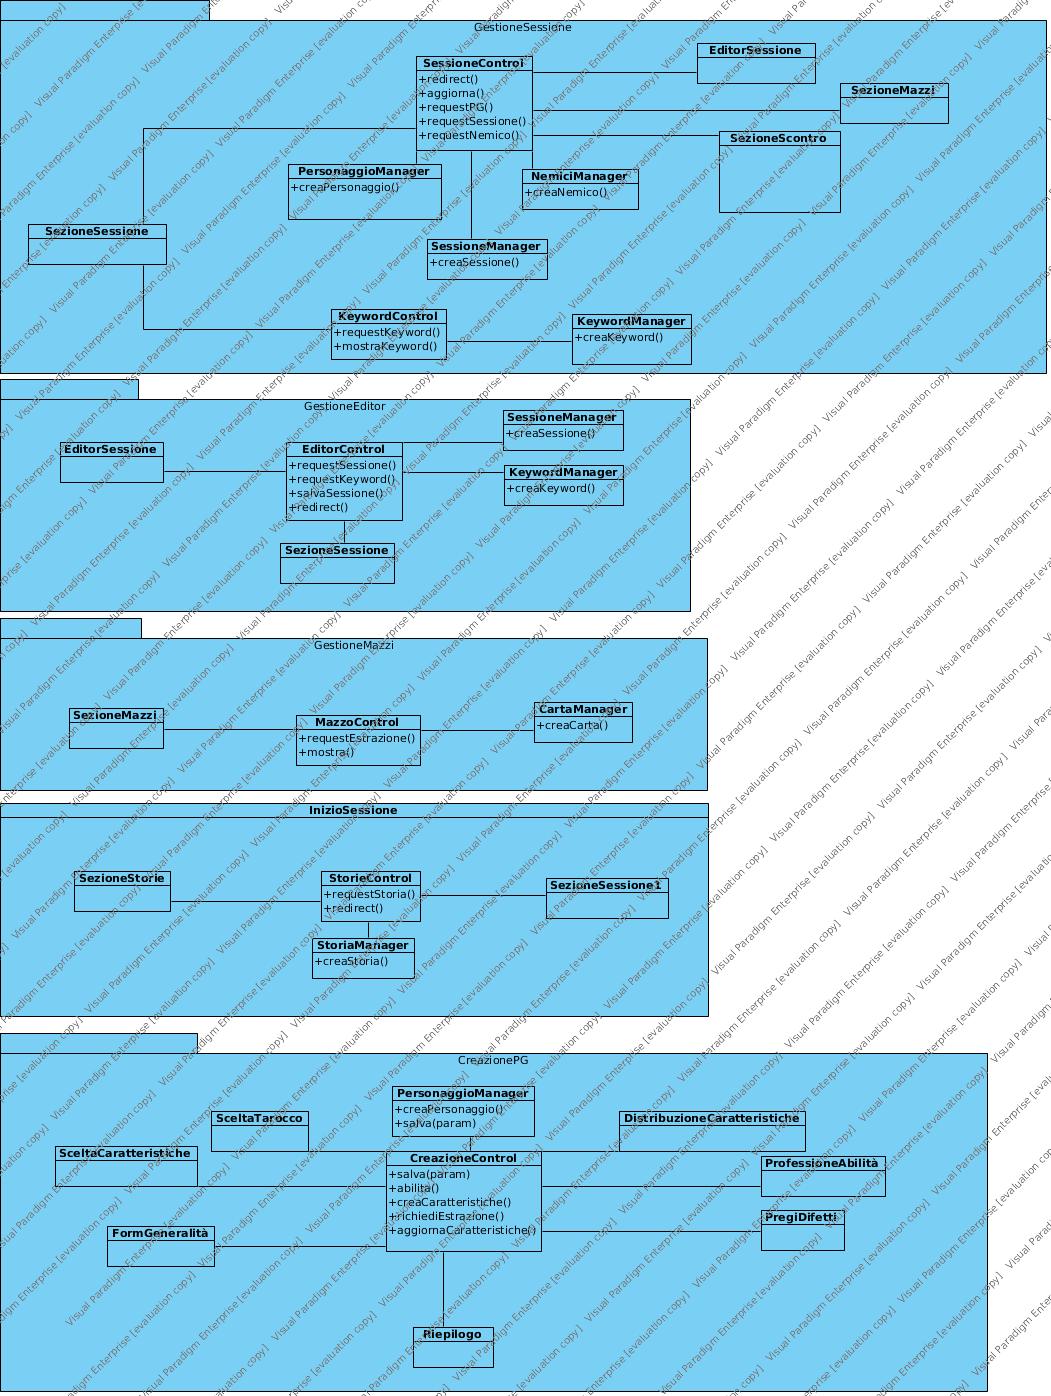 GestioneSessione
SessioneControl
+redirect()
+aggiorna()
+requestPG()
+requestSessione()
+requestNemico()
EditorSessione
SezioneMazzi
SezioneScontro
PersonaggioManager
+creaPersonaggio()
NemiciManager
+creaNemico()
SezioneSessione
SessioneManager
+creaSessione()
KeywordControl
+requestKeyword()
+mostraKeyword()
KeywordManager
+creaKeyword()
GestioneEditor
EditorSessione
EditorControl
+requestSessione()
+requestKeyword()
+salvaSessione()
+redirect()
SessioneManager
+creaSessione()
KeywordManager
+creaKeyword()
SezioneSessione
GestioneMazzi
SezioneMazzi
MazzoControl
+requestEstrazione()
+mostra()
CartaManager
+creaCarta()
InizioSessione
SezioneStorie
StorieControl
+requestStoria()
+redirect()
SezioneSessione1
StoriaManager
+creaStoria()
CreazionePG
PersonaggioManager
+creaPersonaggio()
+salva(param)
SceltaTarocco
DistribuzioneCaratteristiche
SceltaCaratteristiche
CreazioneControl
+salva(param)
+abilita()
+creaCaratteristiche()
+richiediEstrazione()
+aggiornaCaratteristiche()
ProfessioneAbilità
PregiDifetti
FormGeneralità
Riepilogo
Visual Paradigm Enterprise [evaluation copy]